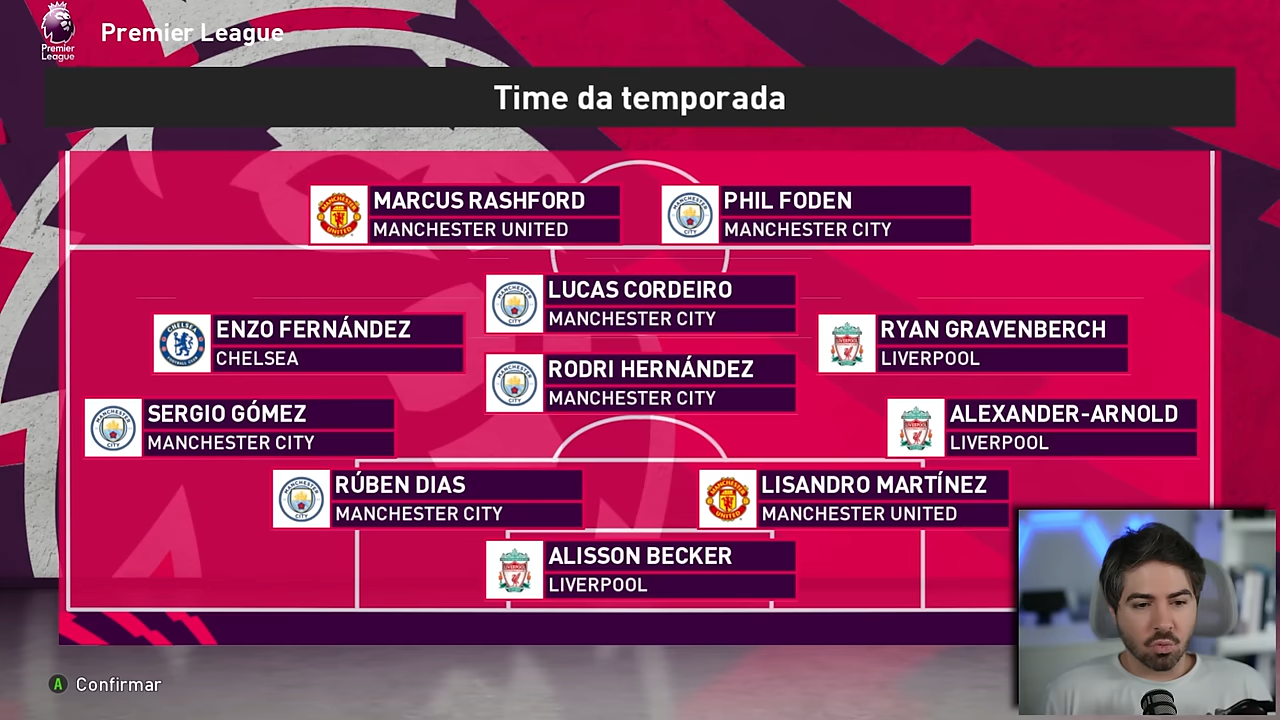 Premier League
Premier
League
Time da temporada
MARCUS RASHFORD
MANCHESTER UNITED
PHIL FODEN
MANCHESTER CITY
LUCAS CORDEIRO
MANCHESTER CITY
ENZO FERNÁNDEZ
CHELSEA
RYAN GRAVENBERCH
LIVERPOOL
RODRI HERNÁNDEZ
MANCHESTER CITY
SERGIO GÓMEZ
MANCHESTER CITY
ALEXANDER-ARNOLD
LIVERPOOL
RÚBEN DIAS
MANCHESTER CITY
LISANDRO MARTÍNEZ
MANCHESTER UNITED
ALISSON BECKER
LIVERPOOL
A Confirmar